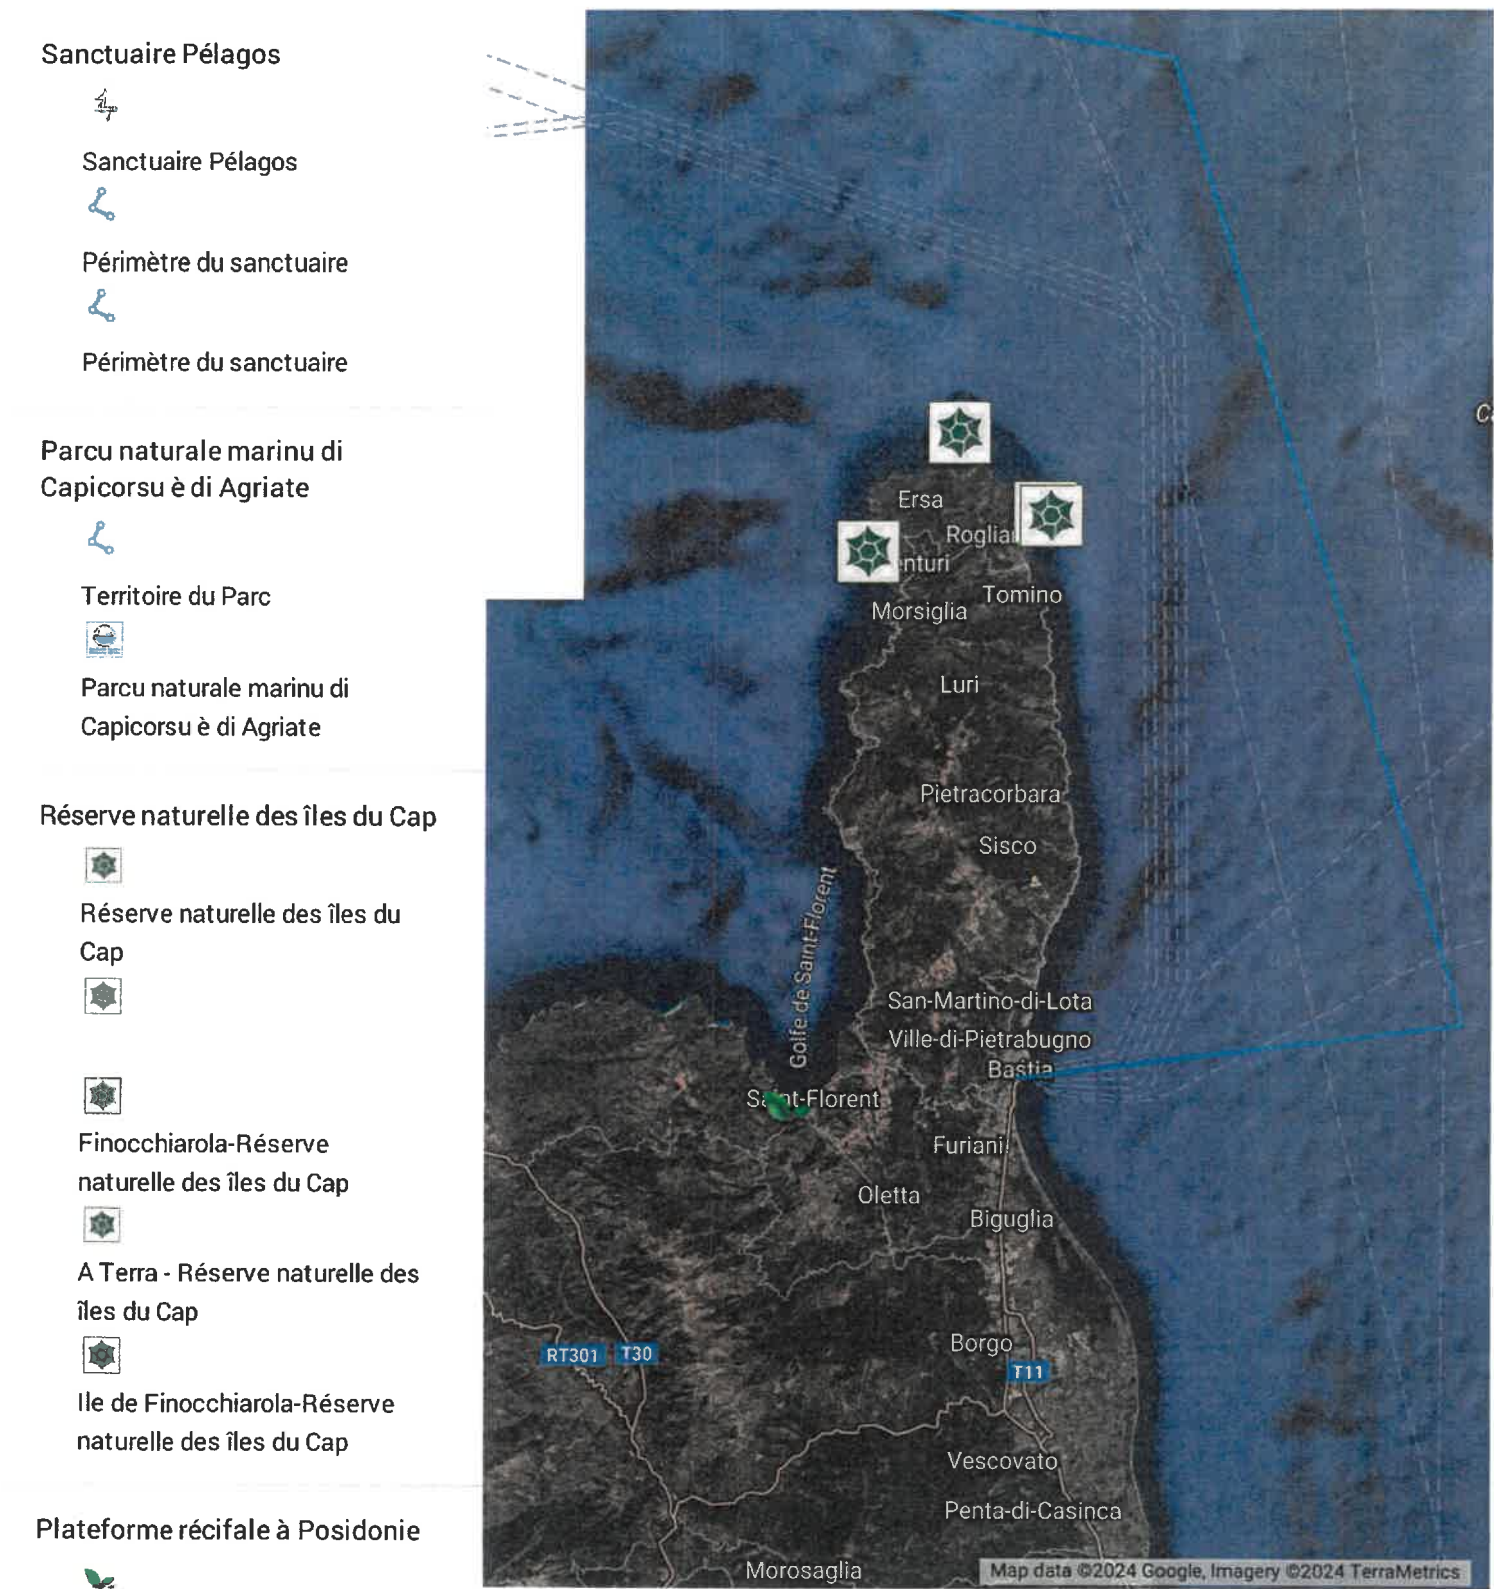 Sanctuaire Pélagos
Sanctuaire Pélagos
Périmètre du sanctuaire
Périmètre du sanctuaire
Parcu naturale marinu di
Capicorsu è di Agriate
Territoire du Parc
Parcu naturale marinu di
Capicorsu è di Agriate
Réserve naturelle des îles du Cap
Réserve naturelle des îles du
Cap
Finocchiarola-Réserve
naturelle des îles du Cap
A Terra - Réserve naturelle des
îles du Cap
Ile de Finocchiarola-Réserve
naturelle des îles du Cap
Plateforme récifale à Posidonie
Ersa
Morsiglia
Tomino
Luri
Pietracorbara
Sisco
Golfe de Saint-Florent
San-Martino-di-Lota
Ville-di-Pietrabugno
Bastia
Saint-Florent
Furiani
Oletta
Biguglia
Borgo
RT301
T30
T11
Vescovato
Penta-di-Casinca
Morosaglia
Map data ©2024 Google, Imagery ©2024 TerraMetrics